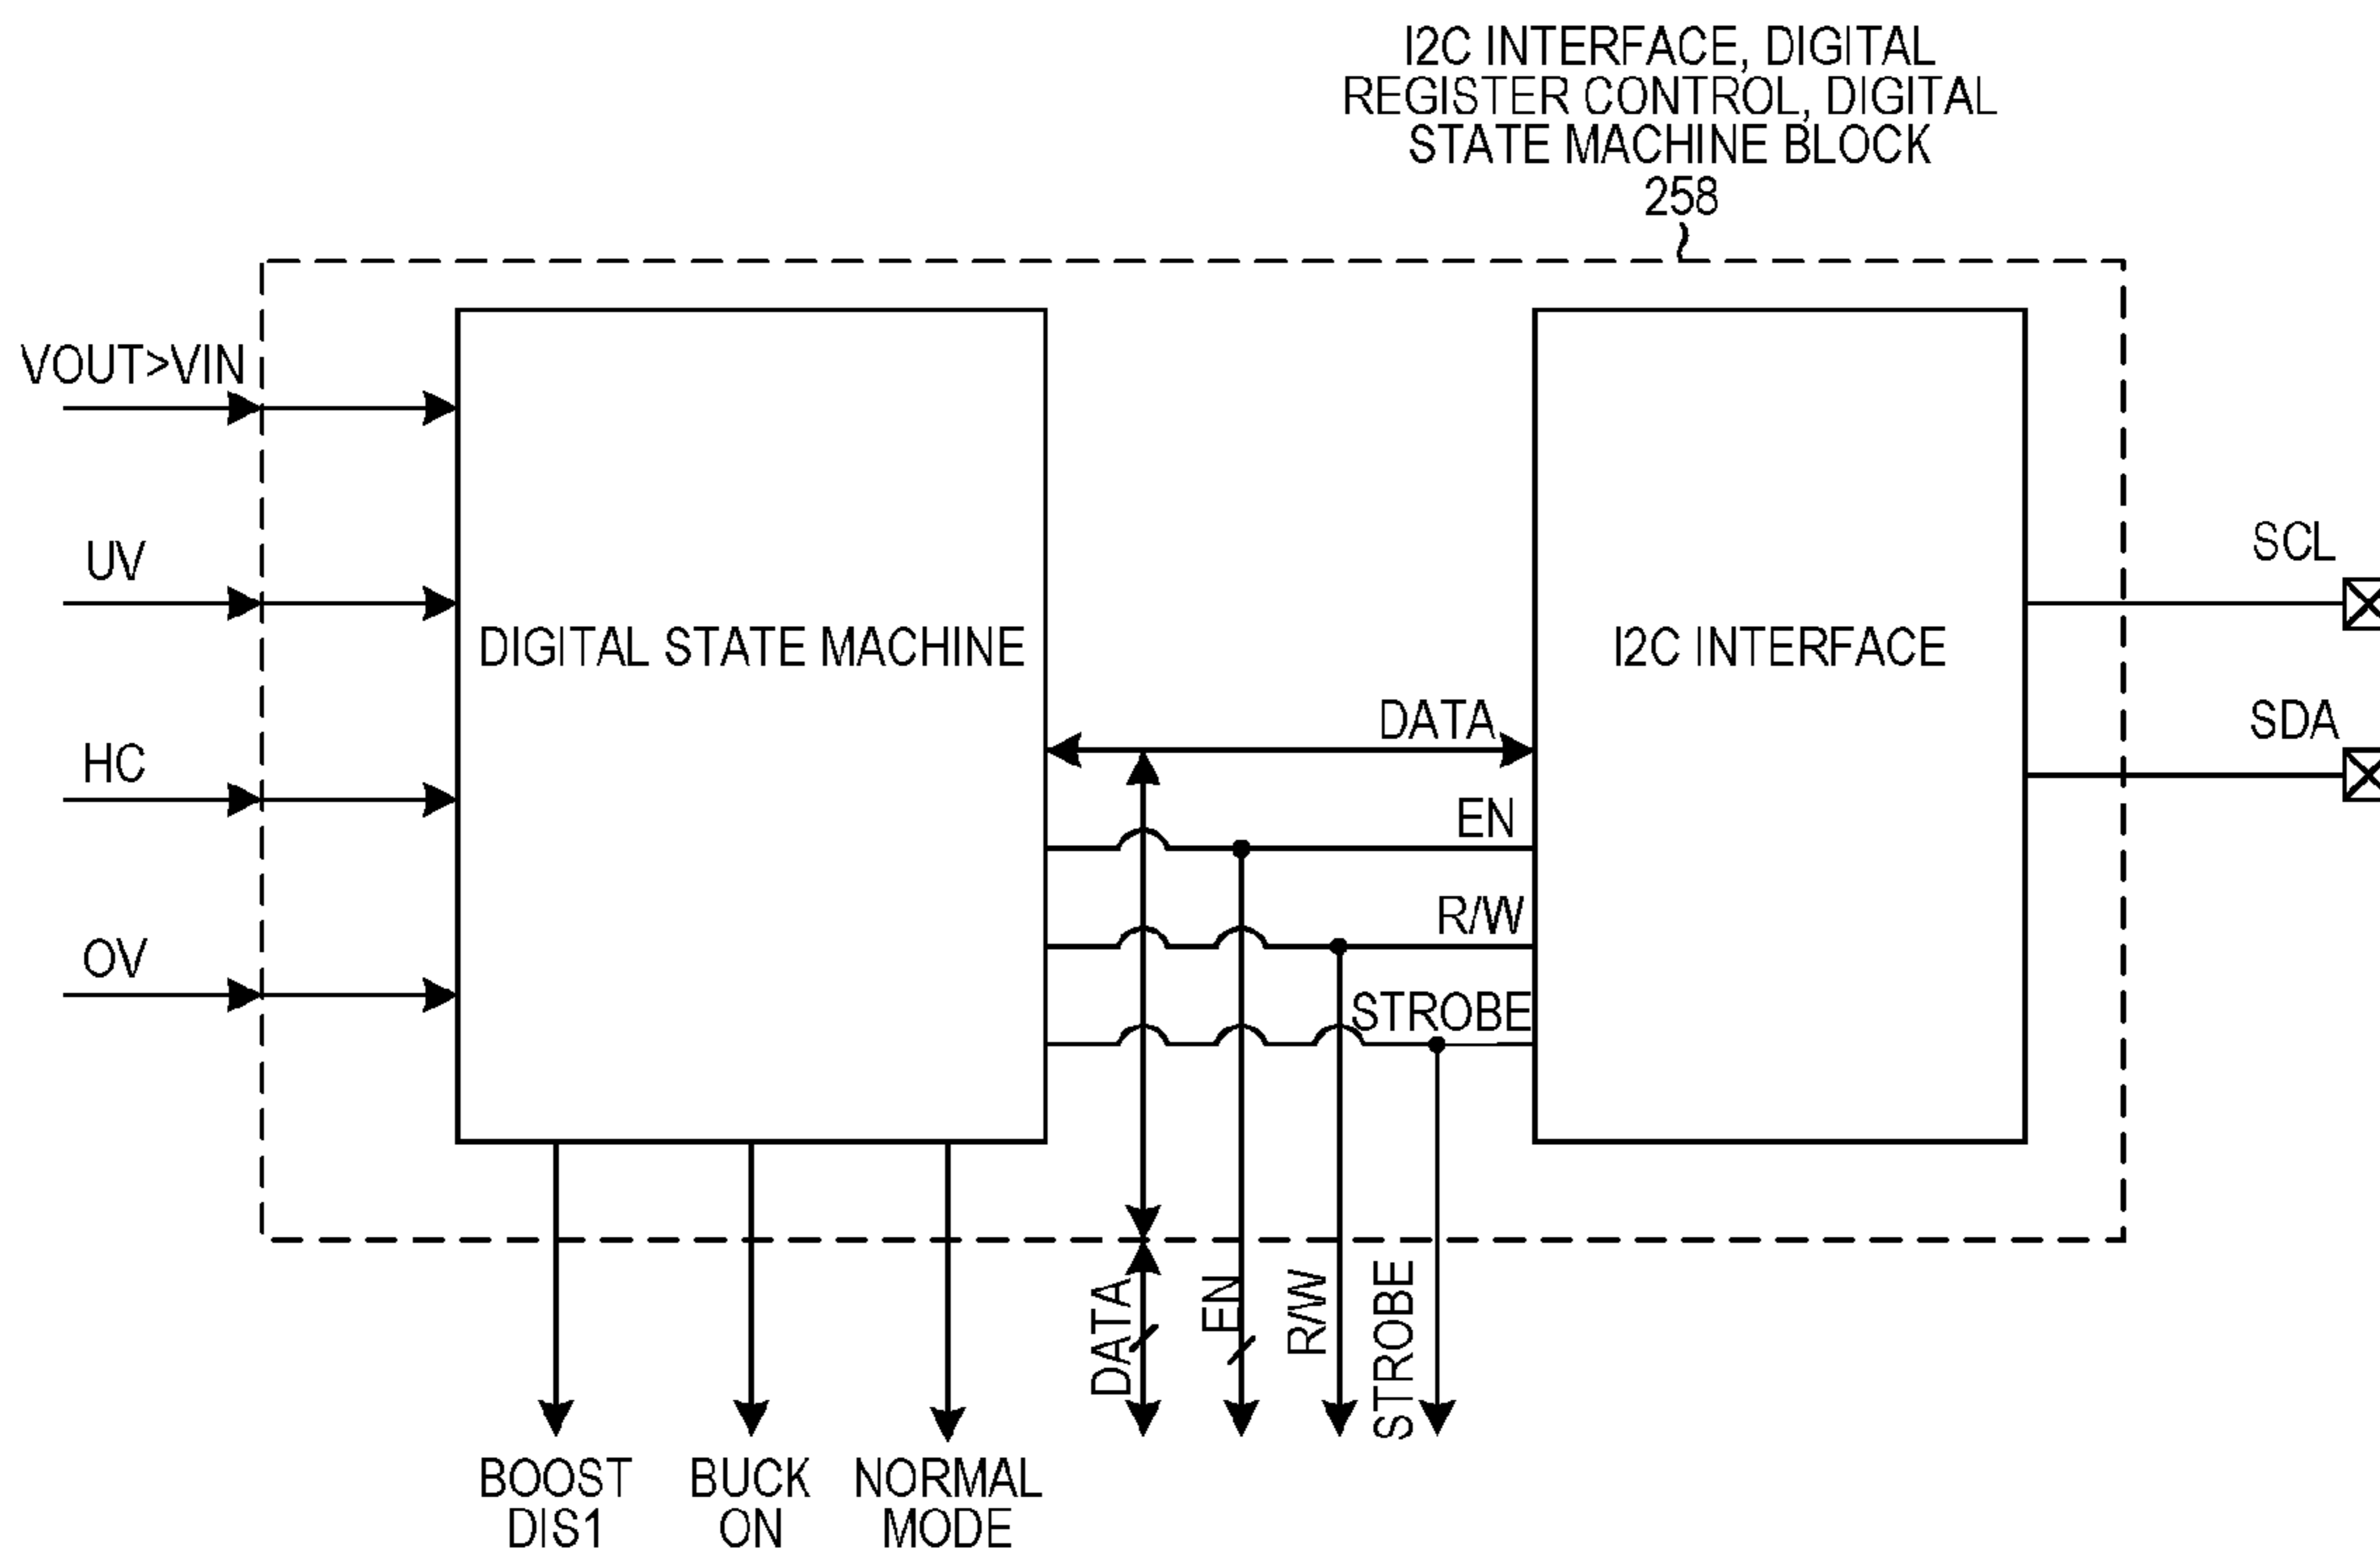 I2C INTERFACE, DIGITAL
REGISTER CONTROL, DIGITAL
STATE MACHINE BLOCK
258
VOUT>VIN
UV
HC
OV
DIGITAL STATE MACHINE
I2C INTERFACE
SCL
SDA
DATA
EN
R/W
STROBE
DATA
EN
R/W
STROBE
BOOST
DIS1
BUCK
ON
NORMAL
MODE